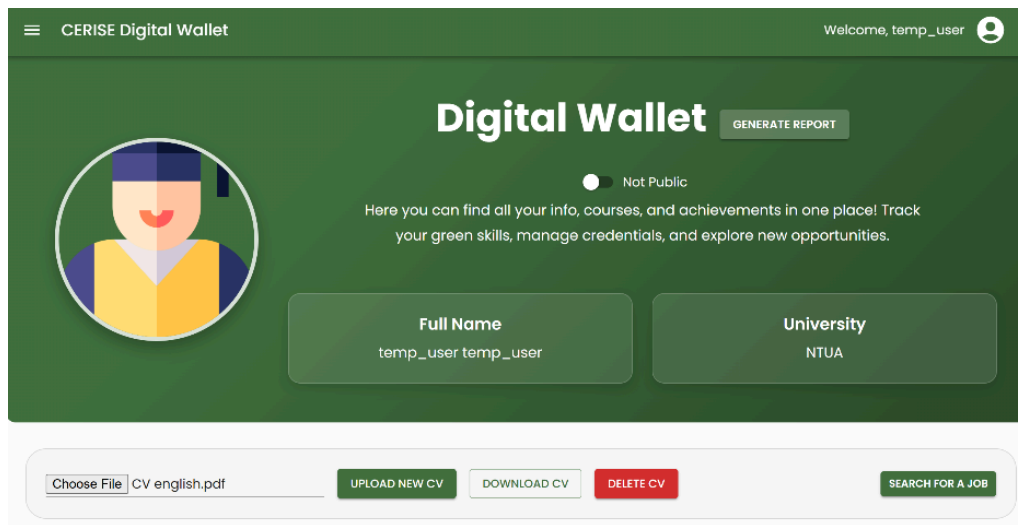 CERISE Digital Wallet
Welcome, temp_user
Digital Wallet
GENERATE REPORT
Not Public
Here you can find all your info, courses, and achievements in one place! Track
your green skills, manage credentials, and explore new opportunities.
Full Name
temp_user temp_user
University
NTUA
Choose File CV english.pdf
UPLOAD NEW CV
DOWNLOAD CV
DELETE CV
SEARCH FOR A JOB